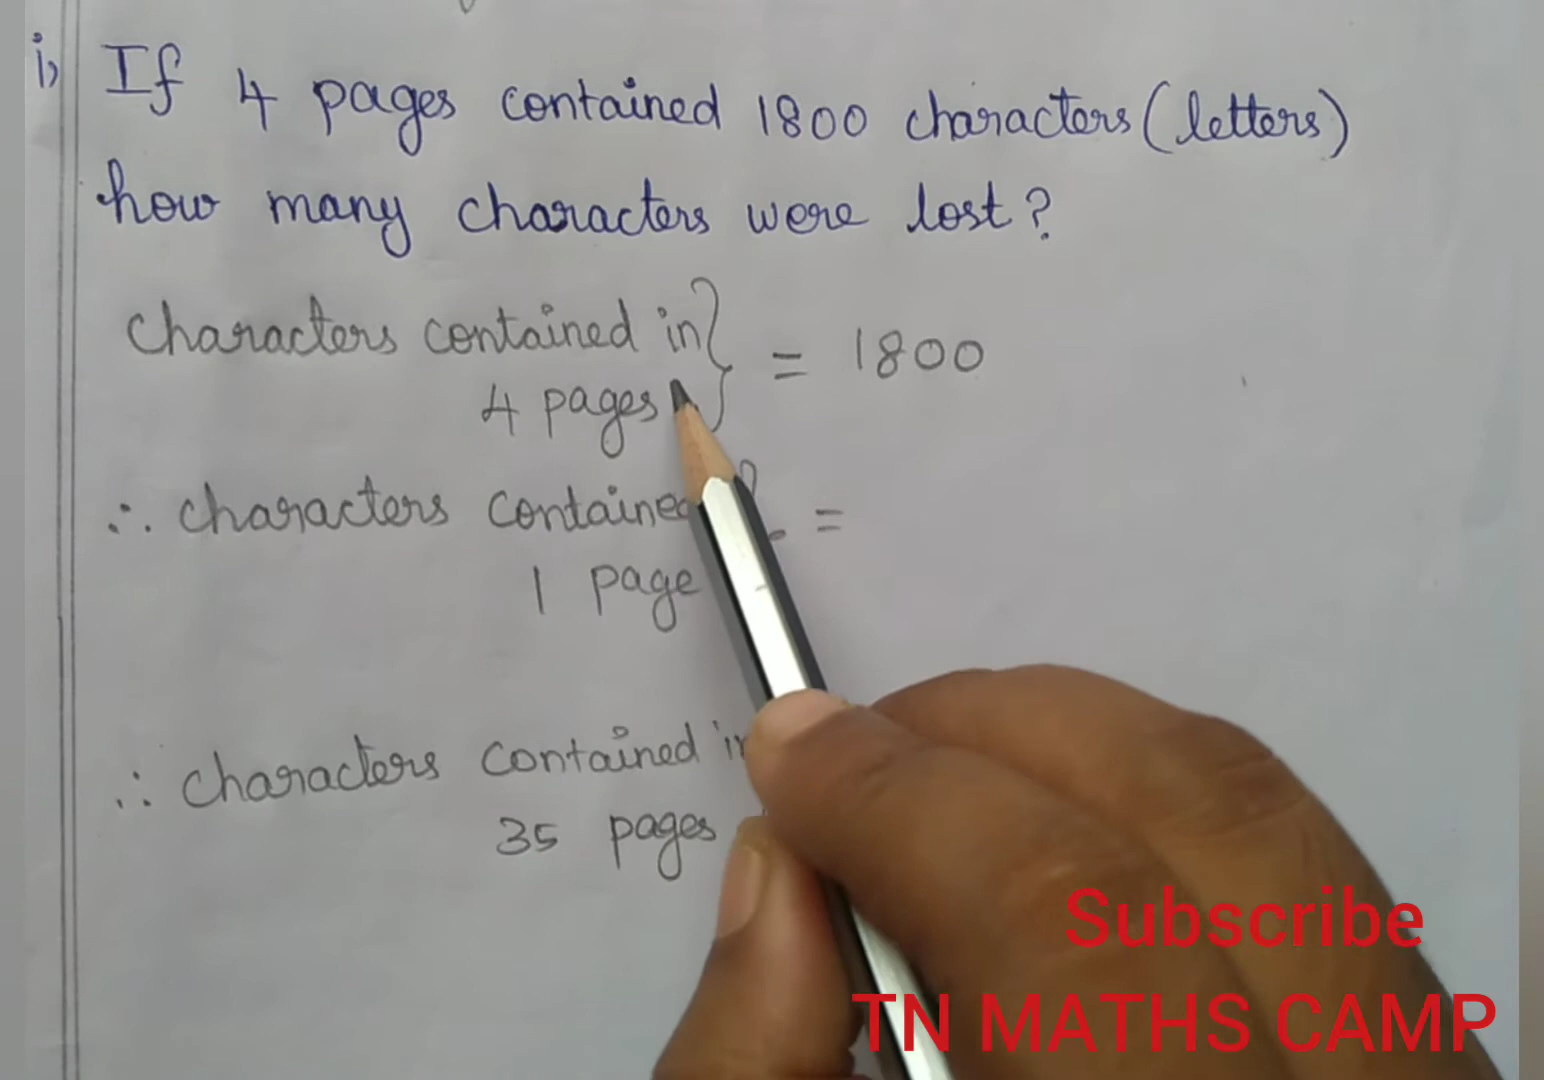 i, If 4 pages contained 1800 characters (letters)
how many characters were lost?
Characters contained in } = 1800
4 pages
∴ characters contained =
1 page
∴ characters contained in
35 pages
Subscribe
TN MATHS CAMP